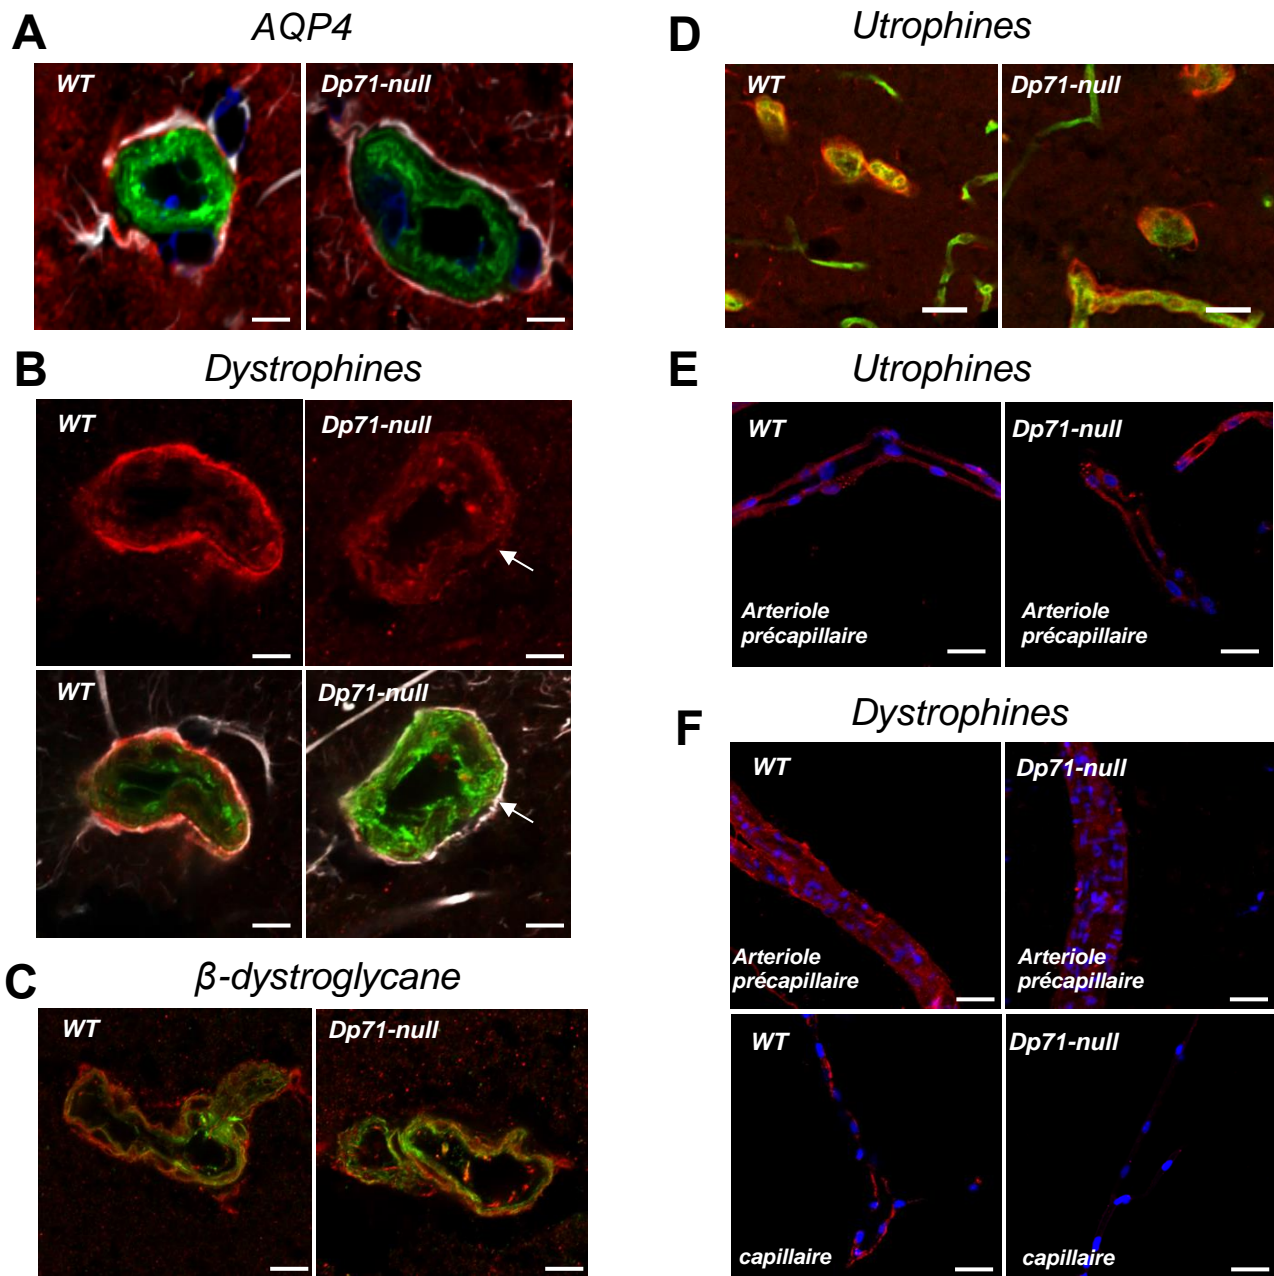 A
AQP4
WT
Dp71-null
B
Dystrophines
WT
Dp71-null
WT
Dp71-null
C
β-dystroglycane
WT
Dp71-null
D
Utrophines
WT
Dp71-null
E
Utrophines
WT
Dp71-null
Arteriole
précapillaire
Arteriole
précapillaire
F
Dystrophines
WT
Dp71-null
Arteriole
précapillaire
Arteriole
précapillaire
WT
Dp71-null
capillaire
capillaire